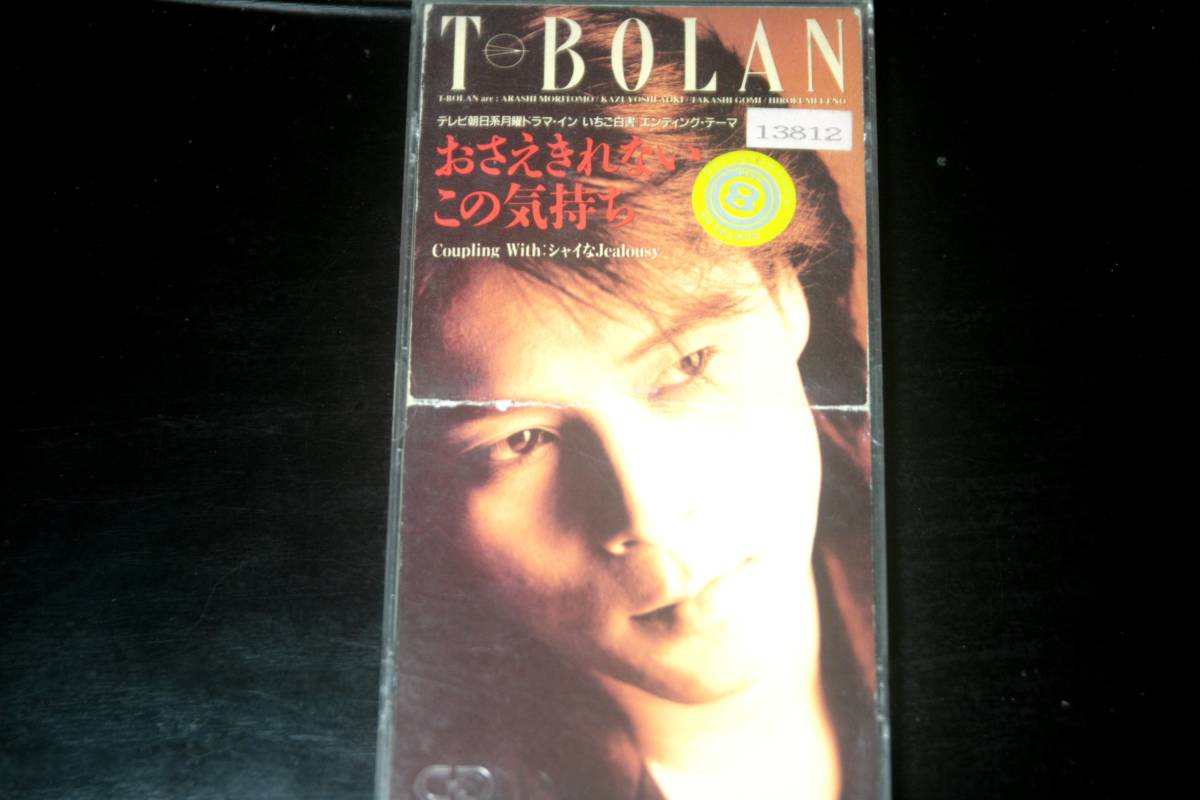 T-BOLAN
T-BOLAN are : ARASHI MORITOMO / KAZUYOSHI AOKI / TAKASHI GOMI / HIROFUMI UENO
テレビ朝日系月曜ドラマ・イン いちご白書 エンディング・テーマ
13812
おさえきれない
この気持ち
8
Coupling With:シャイなJealousy